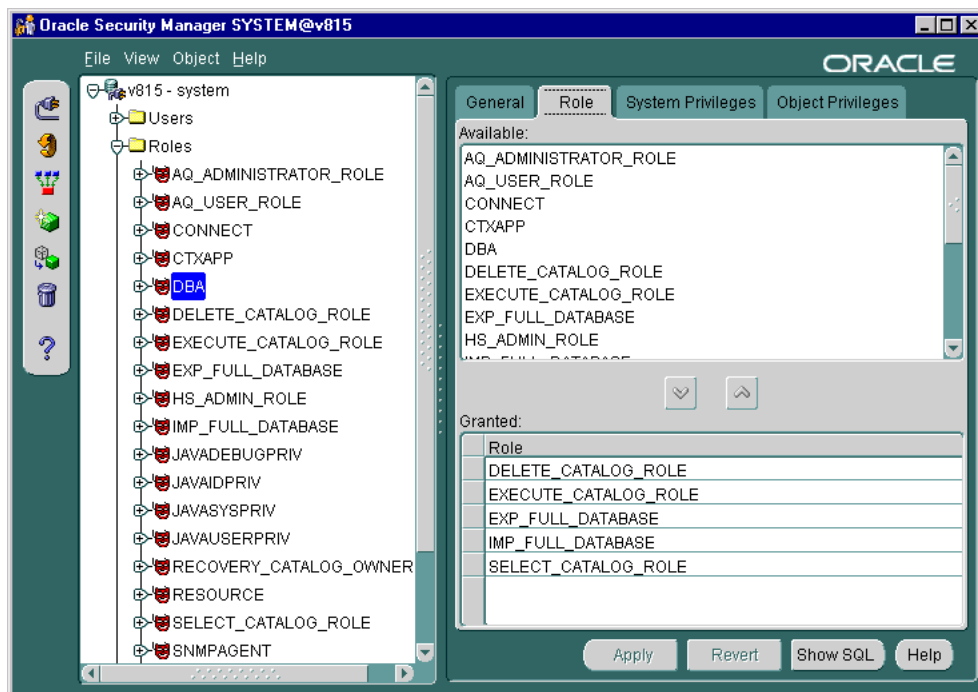 Oracle Security Manager SYSTEM@v815
File View Object Help
ORACLE
v815 - system
Users
Roles
AQ_ADMINISTRATOR_ROLE
AQ_USER_ROLE
CONNECT
CTXAPP
DBA
DELETE_CATALOG_ROLE
EXECUTE_CATALOG_ROLE
EXP_FULL_DATABASE
HS_ADMIN_ROLE
IMP_FULL_DATABASE
JAVADEBUGPRIV
JAVAIDPRIV
JAVASYSPRIV
JAVAUSERPRIV
RECOVERY_CATALOG_OWNER
RESOURCE
SELECT_CATALOG_ROLE
SNMPAGENT
General Role System Privileges Object Privileges
Available:
AQ_ADMINISTRATOR_ROLE
AQ_USER_ROLE
CONNECT
CTXAPP
DBA
DELETE_CATALOG_ROLE
EXECUTE_CATALOG_ROLE
EXP_FULL_DATABASE
HS_ADMIN_ROLE
Granted:
Role
DELETE_CATALOG_ROLE
EXECUTE_CATALOG_ROLE
EXP_FULL_DATABASE
IMP_FULL_DATABASE
SELECT_CATALOG_ROLE
Apply Revert Show SQL Help